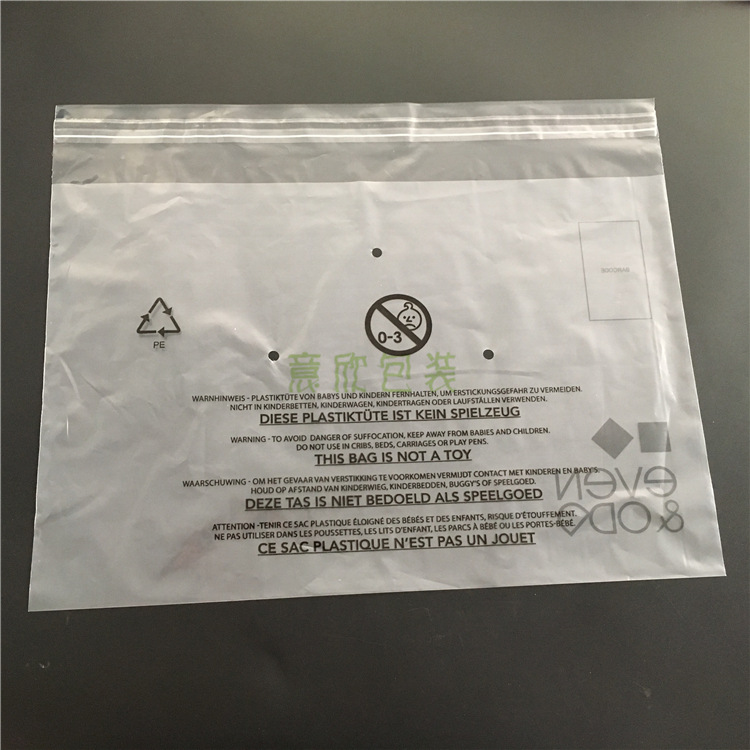 BARCODE
0-3
PE
意欣包装
WARNHINWEIS - PLASTIKTÜTE VON BABYS UND KINDERN FERNHALTEN, UM ERSTICKUNGSGEFAHR ZU VERMEIDEN.
NICHT IN KINDERBETTEN, KINDERWAGEN, KINDERTRAGEN ODER LAUFSTÄLLEN VERWENDEN.
DIESE PLASTIKTÜTE IST KEIN SPIELZEUG
WARNING - TO AVOID DANGER OF SUFFOCATION, KEEP AWAY FROM BABIES AND CHILDREN.
DO NOT USE IN CRIBS, BEDS, CARRIAGES OR PLAY PENS.
THIS BAG IS NOT A TOY
WAARSCHUWING - OM HET GEVAAR VAN VERSTIKKING TE VOORKOMEN VERMIJDT CONTACT MET KINDEREN EN BABY'S.
HOUD OP AFSTAND VAN KINDERWIEG, KINDERBEDDEN, BUGGY'S OF SPEELGOED.
DEZE TAS IS NIET BEDOELD ALS SPEELGOED
ATTENTION -TENIR CE SAC PLASTIQUE ÉLOIGNÉ DES BÉBÉS ET DES ENFANTS, RISQUE D'ÉTOUFFEMENT.
NE PAS UTILISER DANS LES POUSSETTES, LES LITS D'ENFANT, LES PARCS À BÉBÉ OU LES PORTES-BÉBÉ.
CE SAC PLASTIQUE N'EST PAS UN JOUET
even
& odd